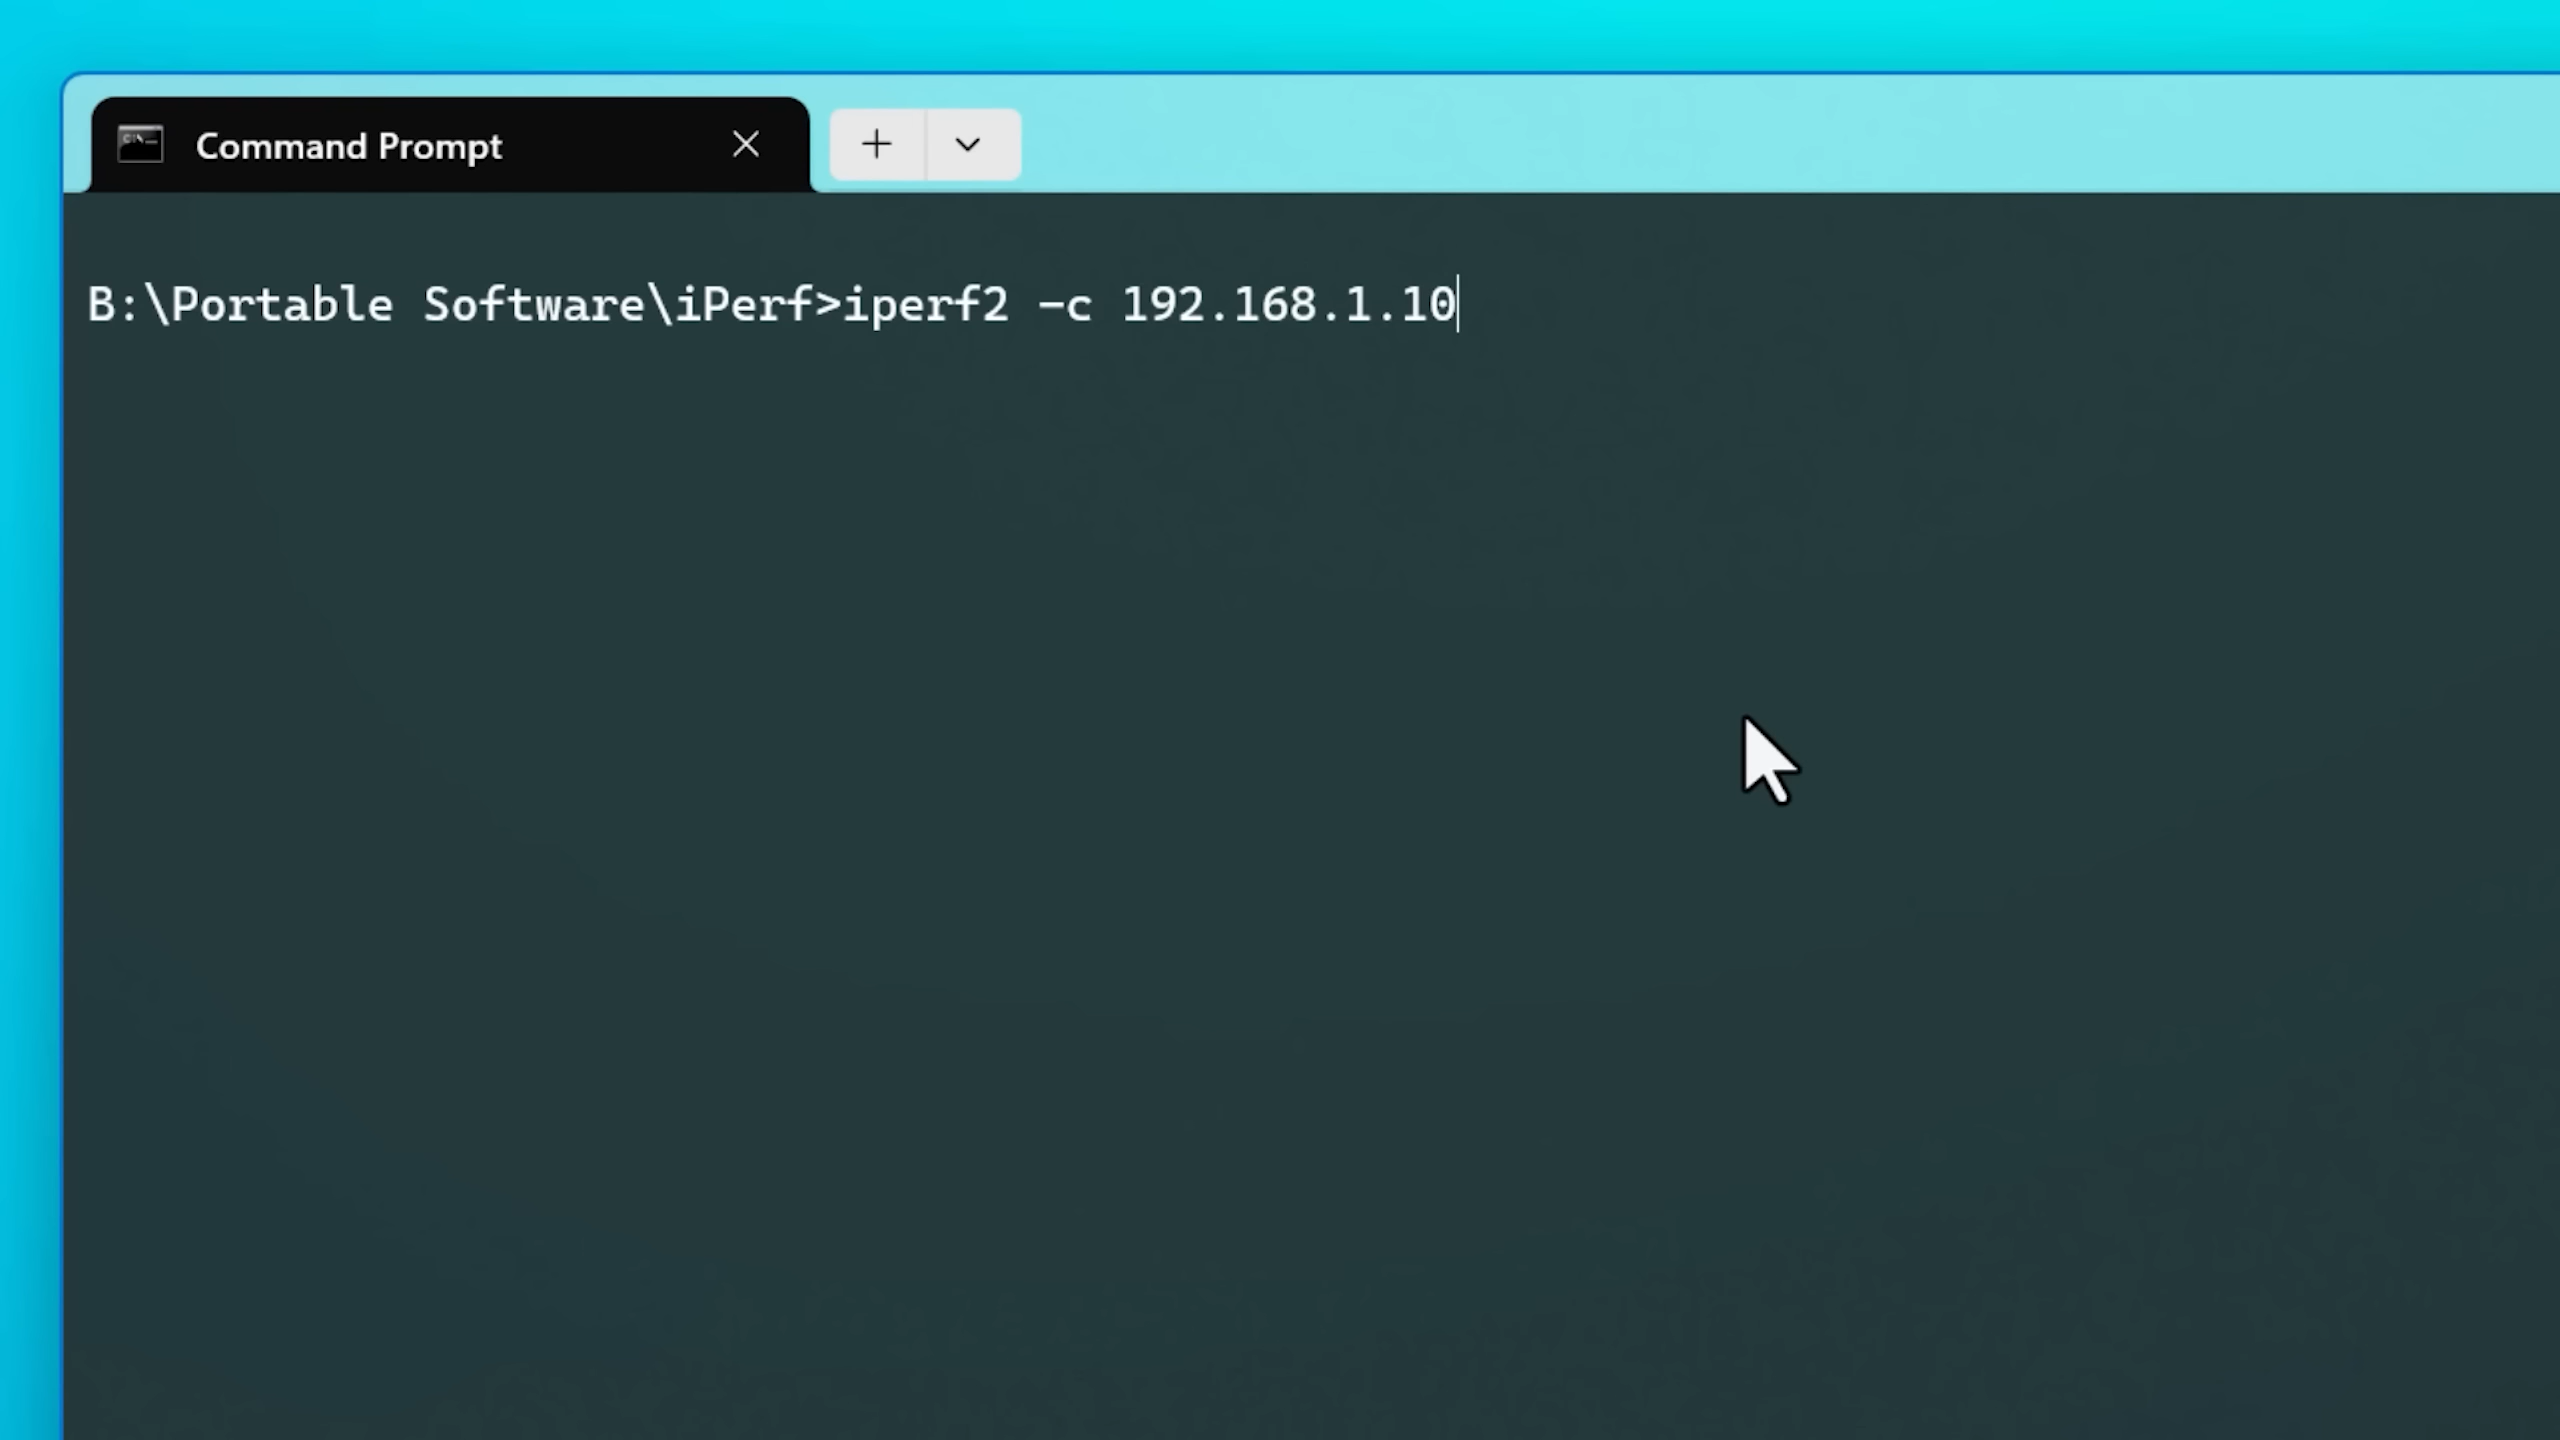 Command Prompt
B:\Portable Software\iPerf>iperf2 -c 192.168.1.10